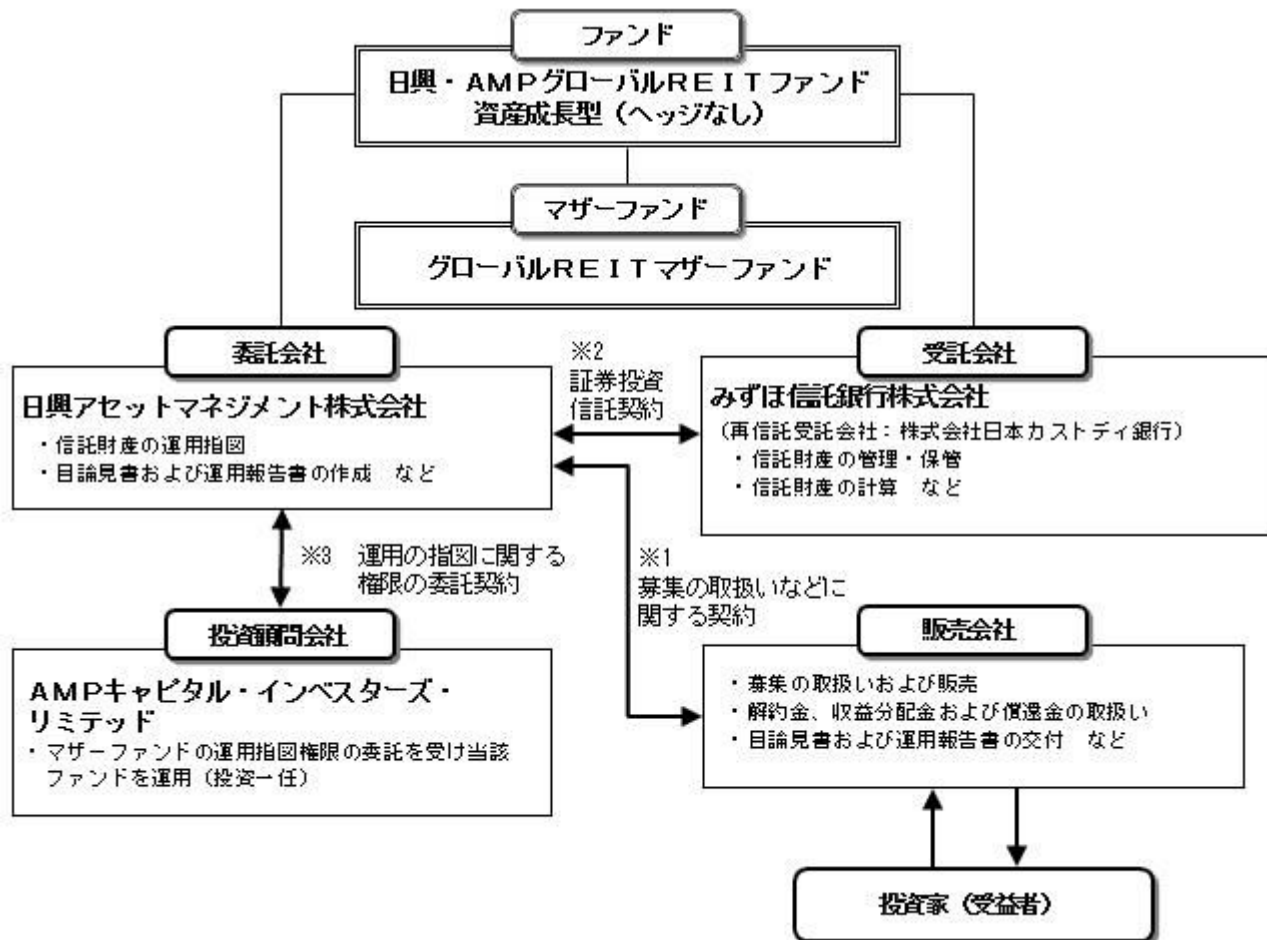 ファンド
日興・AMPグローバルREITファンド
資産成長型(ヘッジなし)
マザーファンド
グローバルREITマザーファンド
委託会社
日興アセットマネジメント株式会社
・信託財産の運用指図
・目論見書および運用報告書の作成 など
※2
証券投資
信託契約
受託会社
みずほ信託銀行株式会社
(再信託受託会社:株式会社日本カストディ銀行)
・信託財産の管理・保管
・信託財産の計算 など
※3 運用の指図に関する
権限の委託契約
※1
募集の取扱いなどに
関する契約
投資顧問会社
AMPキャピタル・インベスターズ・
リミテッド
・マザーファンドの運用指図権限の委託を受け当該
ファンドを運用(投資一任)
販売会社
・募集の取扱いおよび販売
・解約金、収益分配金および償還金の取扱い
・目論見書および運用報告書の交付 など
投資家(受益者)